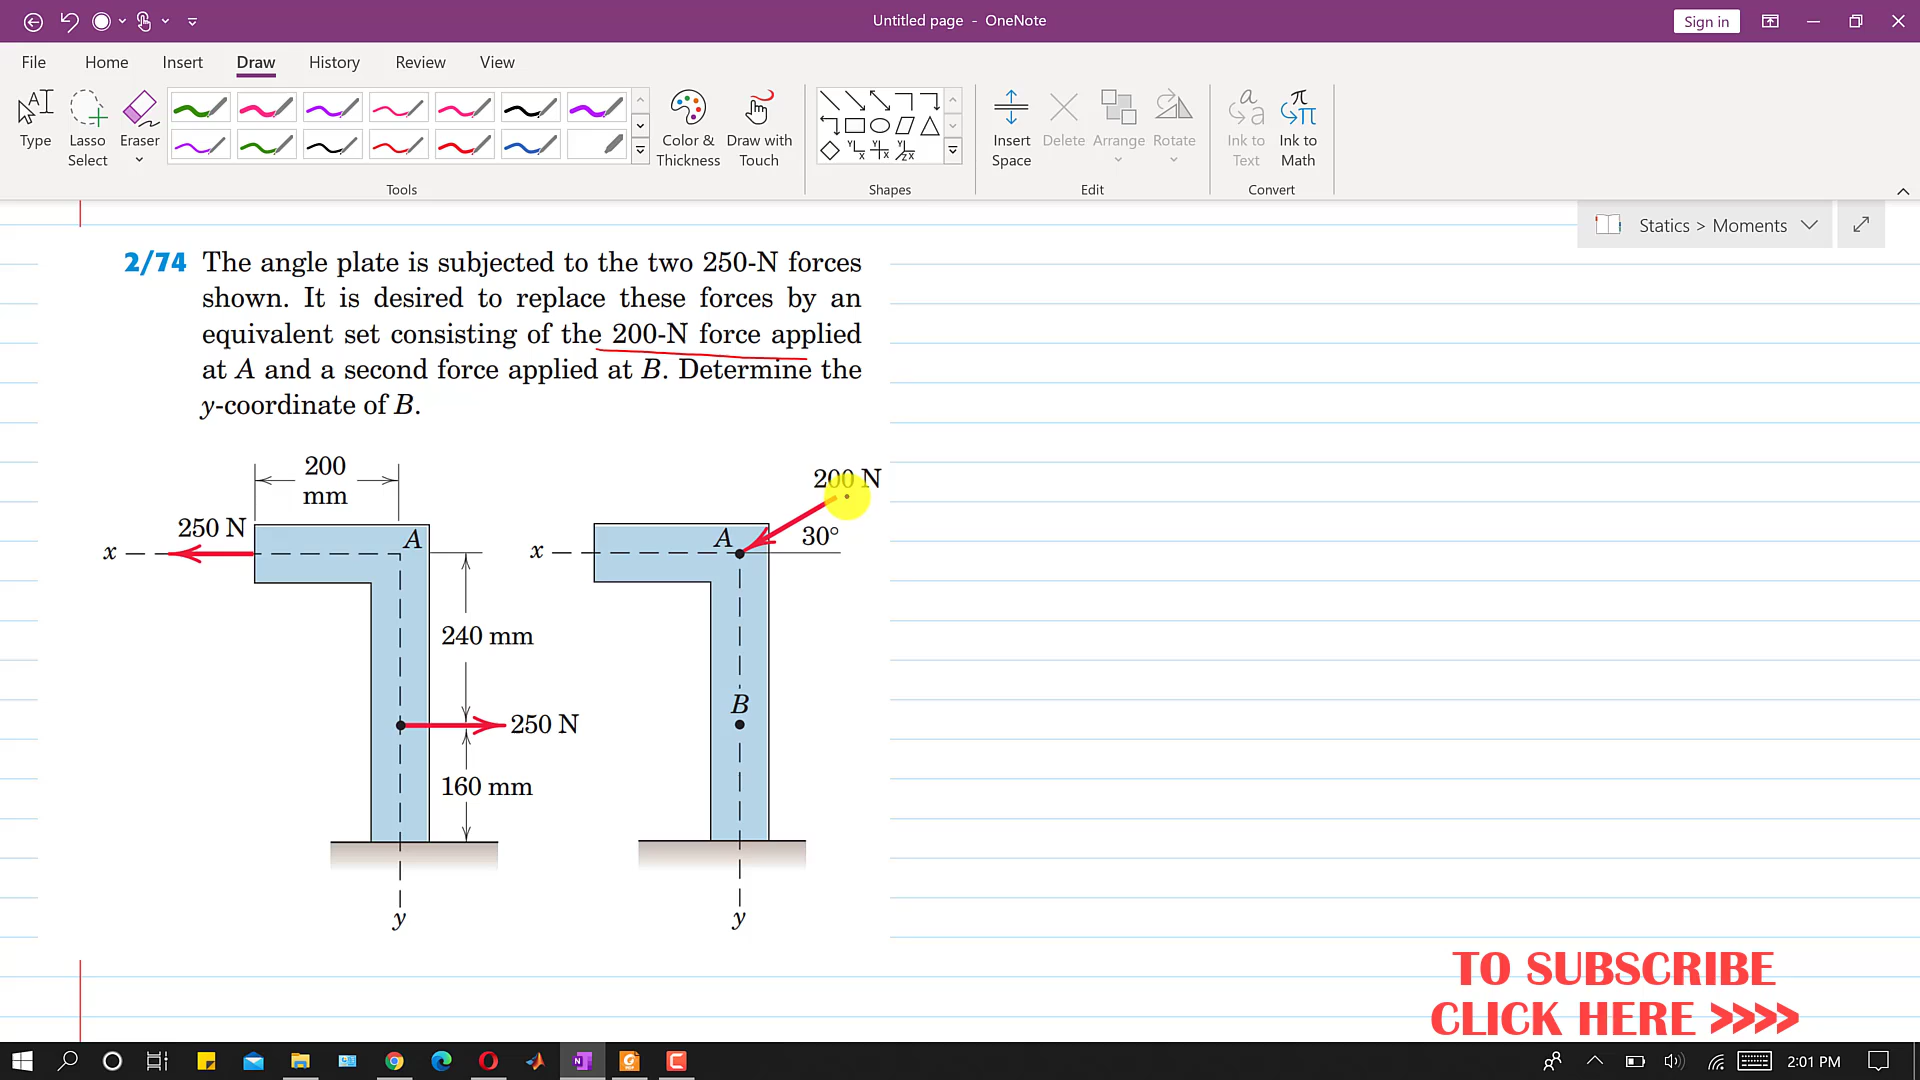 Untitled page - OneNote
Sign in
File Home Insert Draw History Review View
Type
Lasso Select
Eraser
Color & Thickness
Draw with Touch
Insert Space
Delete
Arrange
Rotate
Ink to Text
Ink to Math
Tools
Shapes
Edit
Convert
Statics > Moments
2/74 The angle plate is subjected to the two 250-N forces
shown. It is desired to replace these forces by an
equivalent set consisting of the 200-N force applied
at A and a second force applied at B. Determine the
y-coordinate of B.
200
mm
200 N
250 N
A
A
30°
x
x
240 mm
B
250 N
160 mm
y
y
TO SUBSCRIBE
CLICK HERE >>>>
2:01 PM